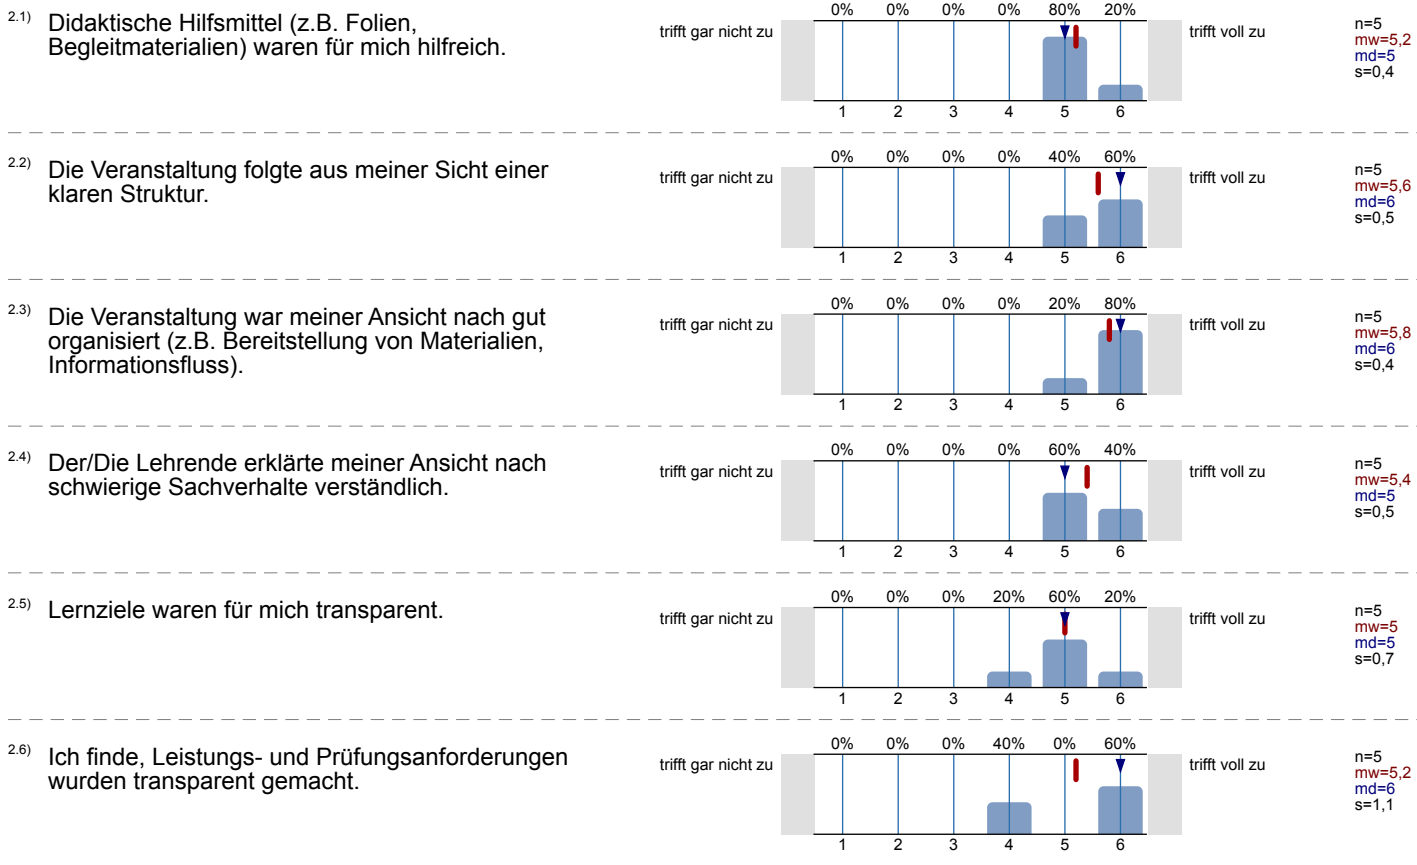 2.1) Didaktische Hilfsmittel (z.B. Folien,
Begleitmaterialien) waren für mich hilfreich.
trifft gar nicht zu
0% 0% 0% 0% 80% 20%
1 2 3 4 5 6
trifft voll zu
n=5
mw=5,2
md=5
s=0,4
2.2) Die Veranstaltung folgte aus meiner Sicht einer
klaren Struktur.
trifft gar nicht zu
0% 0% 0% 0% 40% 60%
1 2 3 4 5 6
trifft voll zu
n=5
mw=5,6
md=6
s=0,5
2.3) Die Veranstaltung war meiner Ansicht nach gut
organisiert (z.B. Bereitstellung von Materialien,
Informationsfluss).
trifft gar nicht zu
0% 0% 0% 0% 20% 80%
1 2 3 4 5 6
trifft voll zu
n=5
mw=5,8
md=6
s=0,4
2.4) Der/Die Lehrende erklärte meiner Ansicht nach
schwierige Sachverhalte verständlich.
trifft gar nicht zu
0% 0% 0% 0% 60% 40%
1 2 3 4 5 6
trifft voll zu
n=5
mw=5,4
md=5
s=0,5
2.5) Lernziele waren für mich transparent.
trifft gar nicht zu
0% 0% 0% 20% 60% 20%
1 2 3 4 5 6
trifft voll zu
n=5
mw=5
md=5
s=0,7
2.6) Ich finde, Leistungs- und Prüfungsanforderungen
wurden transparent gemacht.
trifft gar nicht zu
0% 0% 0% 40% 0% 60%
1 2 3 4 5 6
trifft voll zu
n=5
mw=5,2
md=6
s=1,1